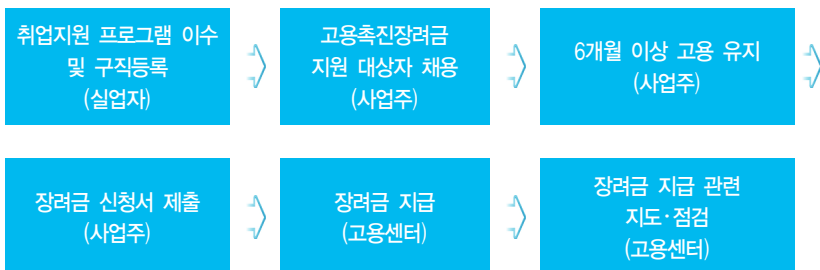 취업지원 프로그램 이수
및 구직등록
(실업자)
고용촉진장려금
지원 대상자 채용
(사업주)
6개월 이상 고용 유지
(사업주)
장려금 신청서 제출
(사업주)
장려금 지급
(고용센터)
장려금 지급 관련
지도·점검
(고용센터)